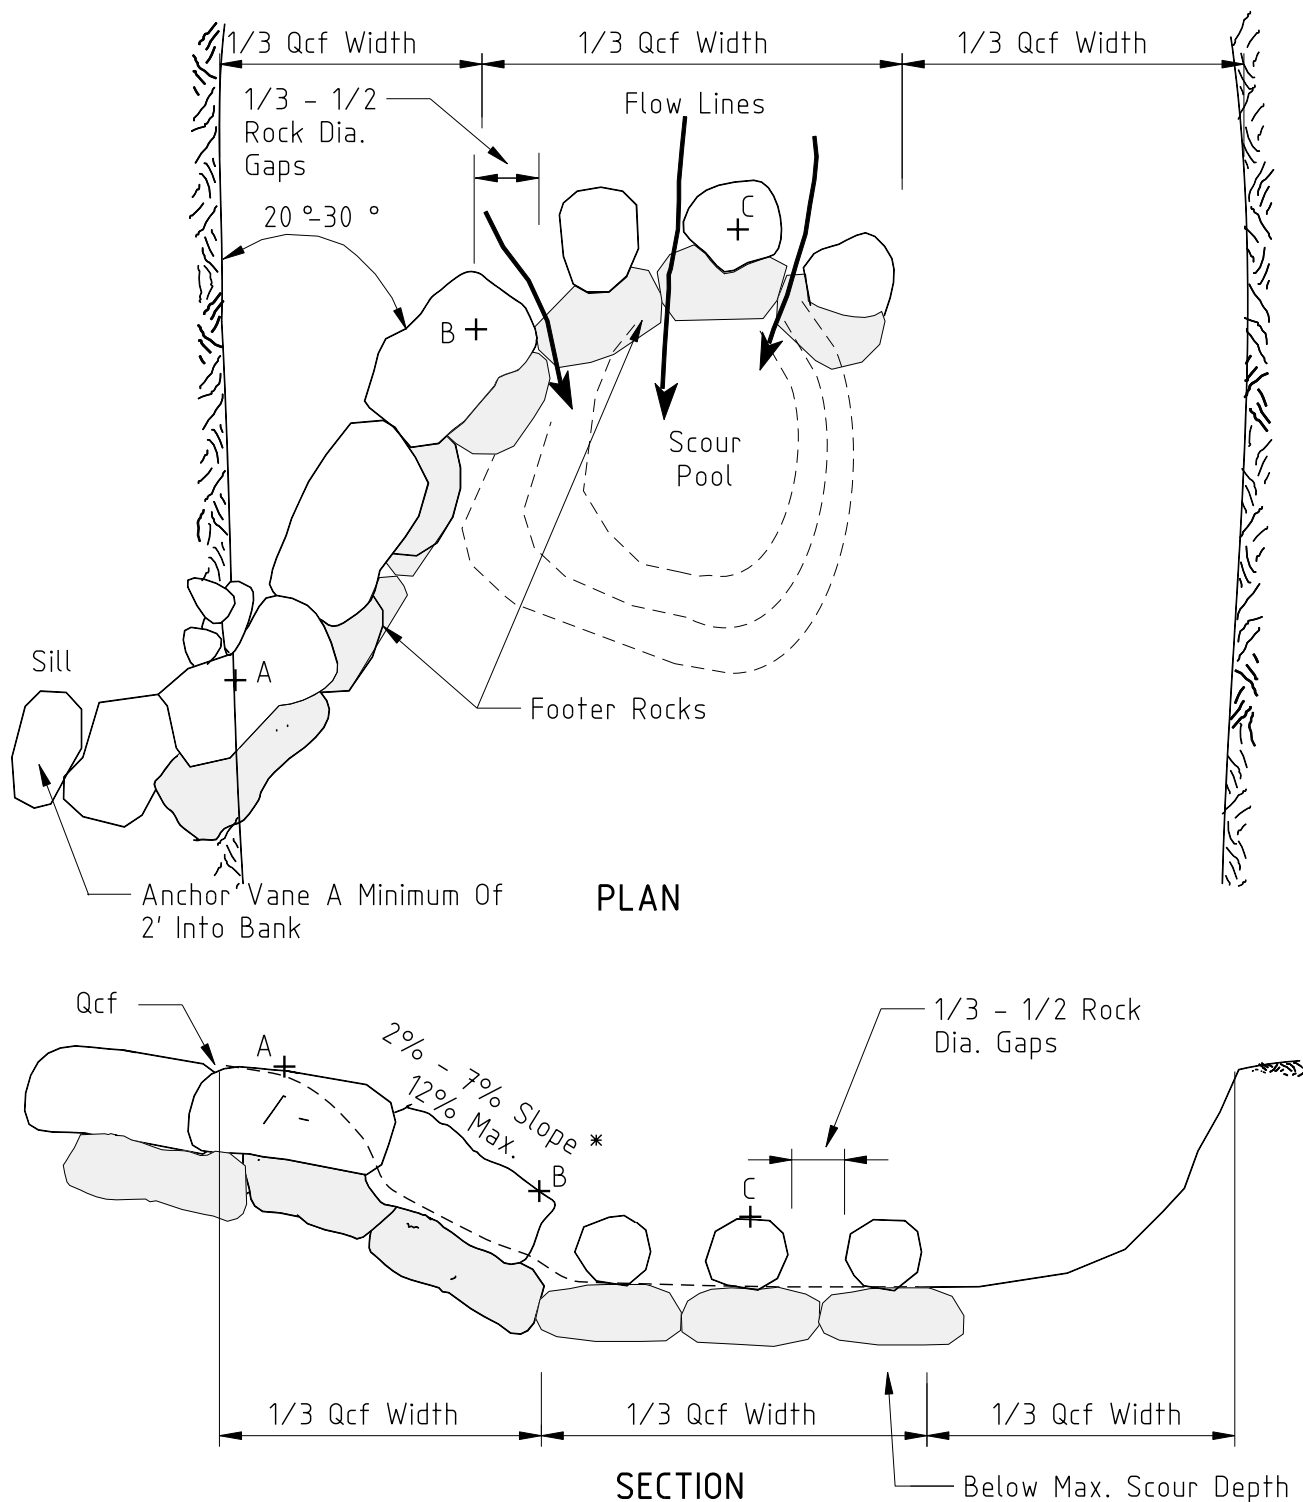 1/3 Qcf Width
1/3 Qcf Width
1/3 Qcf Width
1/3 - 1/2
Rock Dia.
Gaps
Flow Lines
20°-30°
C
B
Scour
Pool
Sill
A
Footer Rocks
Anchor Vane A Minimum Of
2' Into Bank
PLAN
Qcf
A
2% - 7% Slope *
12% Max.
B
C
1/3 - 1/2 Rock
Dia. Gaps
1/3 Qcf Width
1/3 Qcf Width
1/3 Qcf Width
SECTION
Below Max. Scour Depth